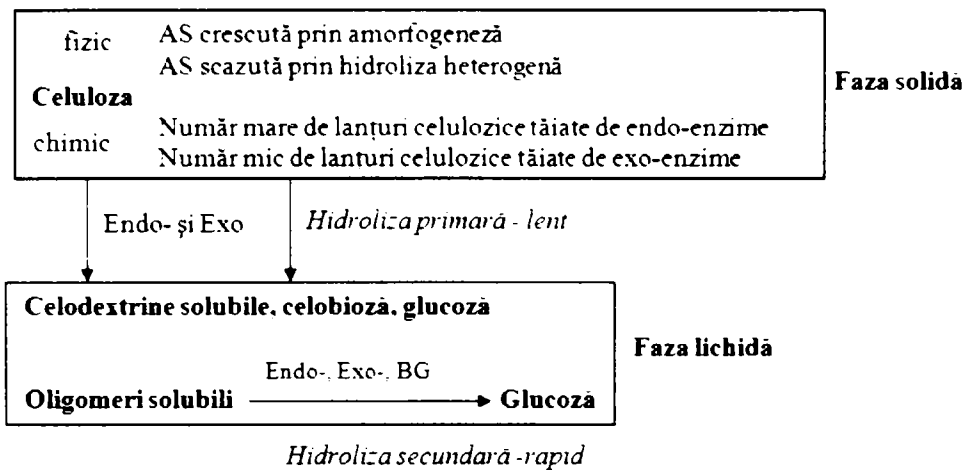 fizic
AS crescută prin amorfogeneză
AS scazută prin hidroliza heterogenă
Celuloza
Faza solidă
chimic
Număr mare de lanțuri celulozice tăiate de endo-enzime
Număr mic de lanturi celulozice tăiate de exo-enzime
Endo- și Exo
Hidroliza primară - lent
Celodextrine solubile, celobioză, glucoză
Faza lichidă
Endo-, Exo-, BG
Oligomeri solubili
Glucoză
Hidroliza secundară -rapid